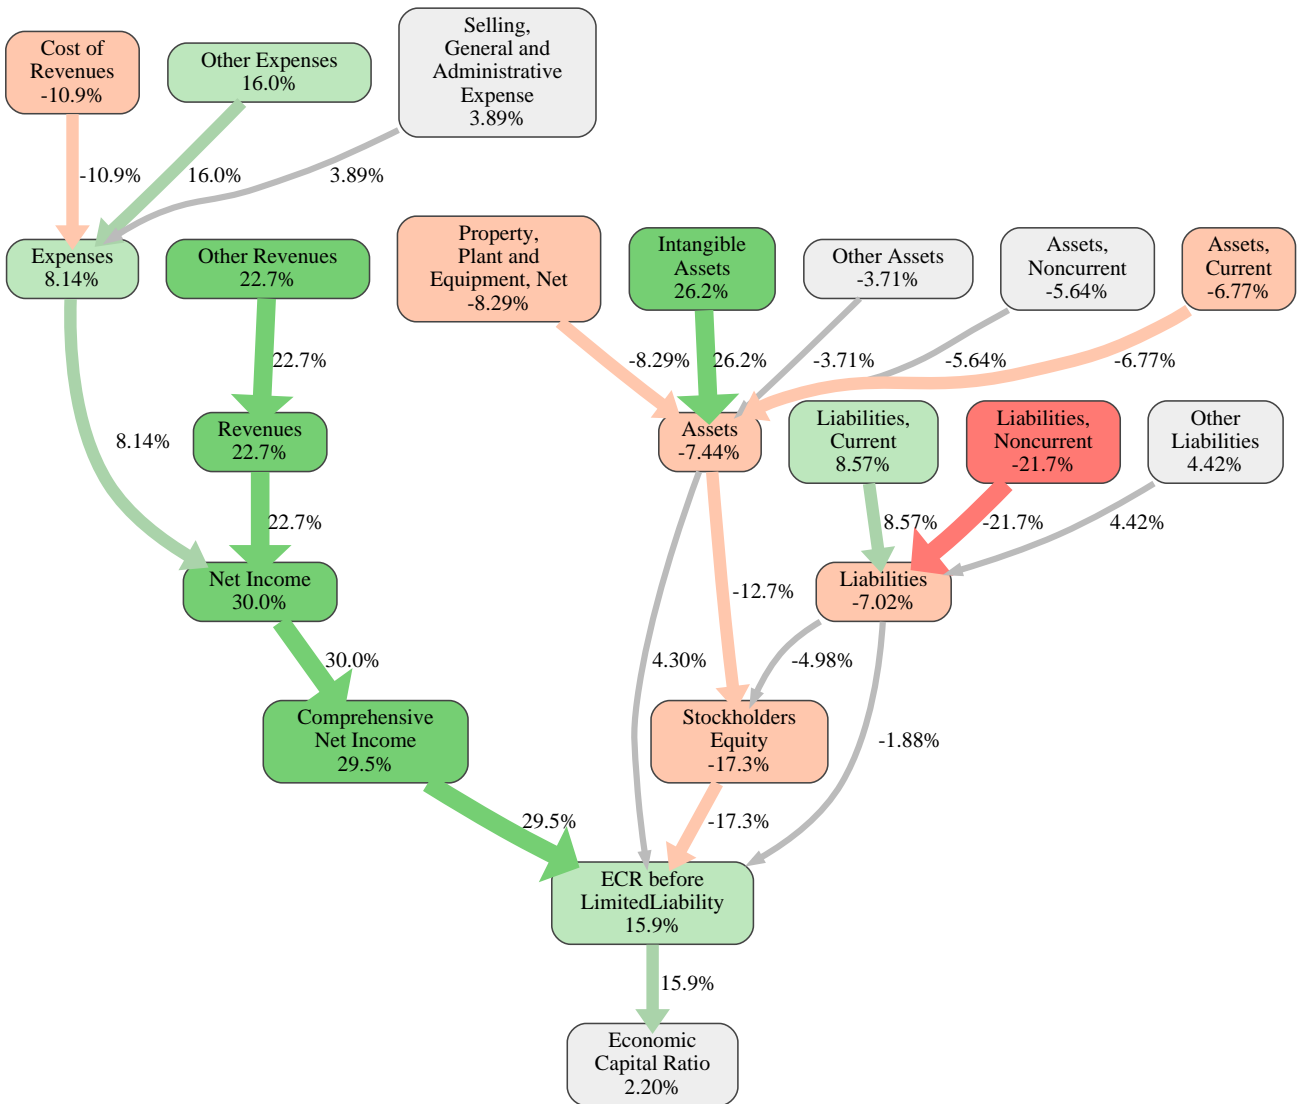 Cost of
Revenues
-10.9%
Other Expenses
16.0%
Selling,
General and
Administrative
Expense
3.89%
-10.9%
16.0%
3.89%
Expenses
8.14%
Other Revenues
22.7%
Property,
Plant and
Equipment, Net
-8.29%
Intangible
Assets
26.2%
Other Assets
-3.71%
Assets,
Noncurrent
-5.64%
Assets,
Current
-6.77%
22.7%
-8.29%
26.2%
-3.71%
-5.64%
-6.77%
8.14%
Revenues
22.7%
Assets
-7.44%
Liabilities,
Current
8.57%
Liabilities,
Noncurrent
-21.7%
Other
Liabilities
4.42%
22.7%
8.57%
-21.7%
4.42%
Net Income
30.0%
-12.7%
Liabilities
-7.02%
30.0%
4.30%
-4.98%
-1.88%
Comprehensive
Net Income
29.5%
Stockholders
Equity
-17.3%
29.5%
-17.3%
ECR before
LimitedLiability
15.9%
15.9%
Economic
Capital Ratio
2.20%